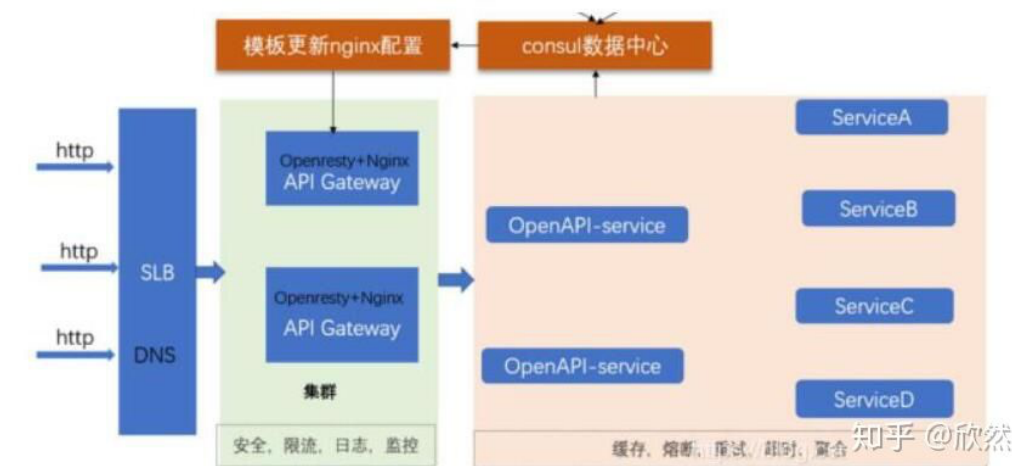 模板更新nginx配置
consul数据中心
http
http
http
SLB
DNS
Openresty+Nginx
API Gateway
Openresty+Nginx
API Gateway
集群
安全, 限流, 日志, 监控
OpenAPI-service
OpenAPI-service
ServiceA
ServiceB
ServiceC
ServiceD
缓存, 熔断, 重试, 超时, 聚合
知乎 @欣然